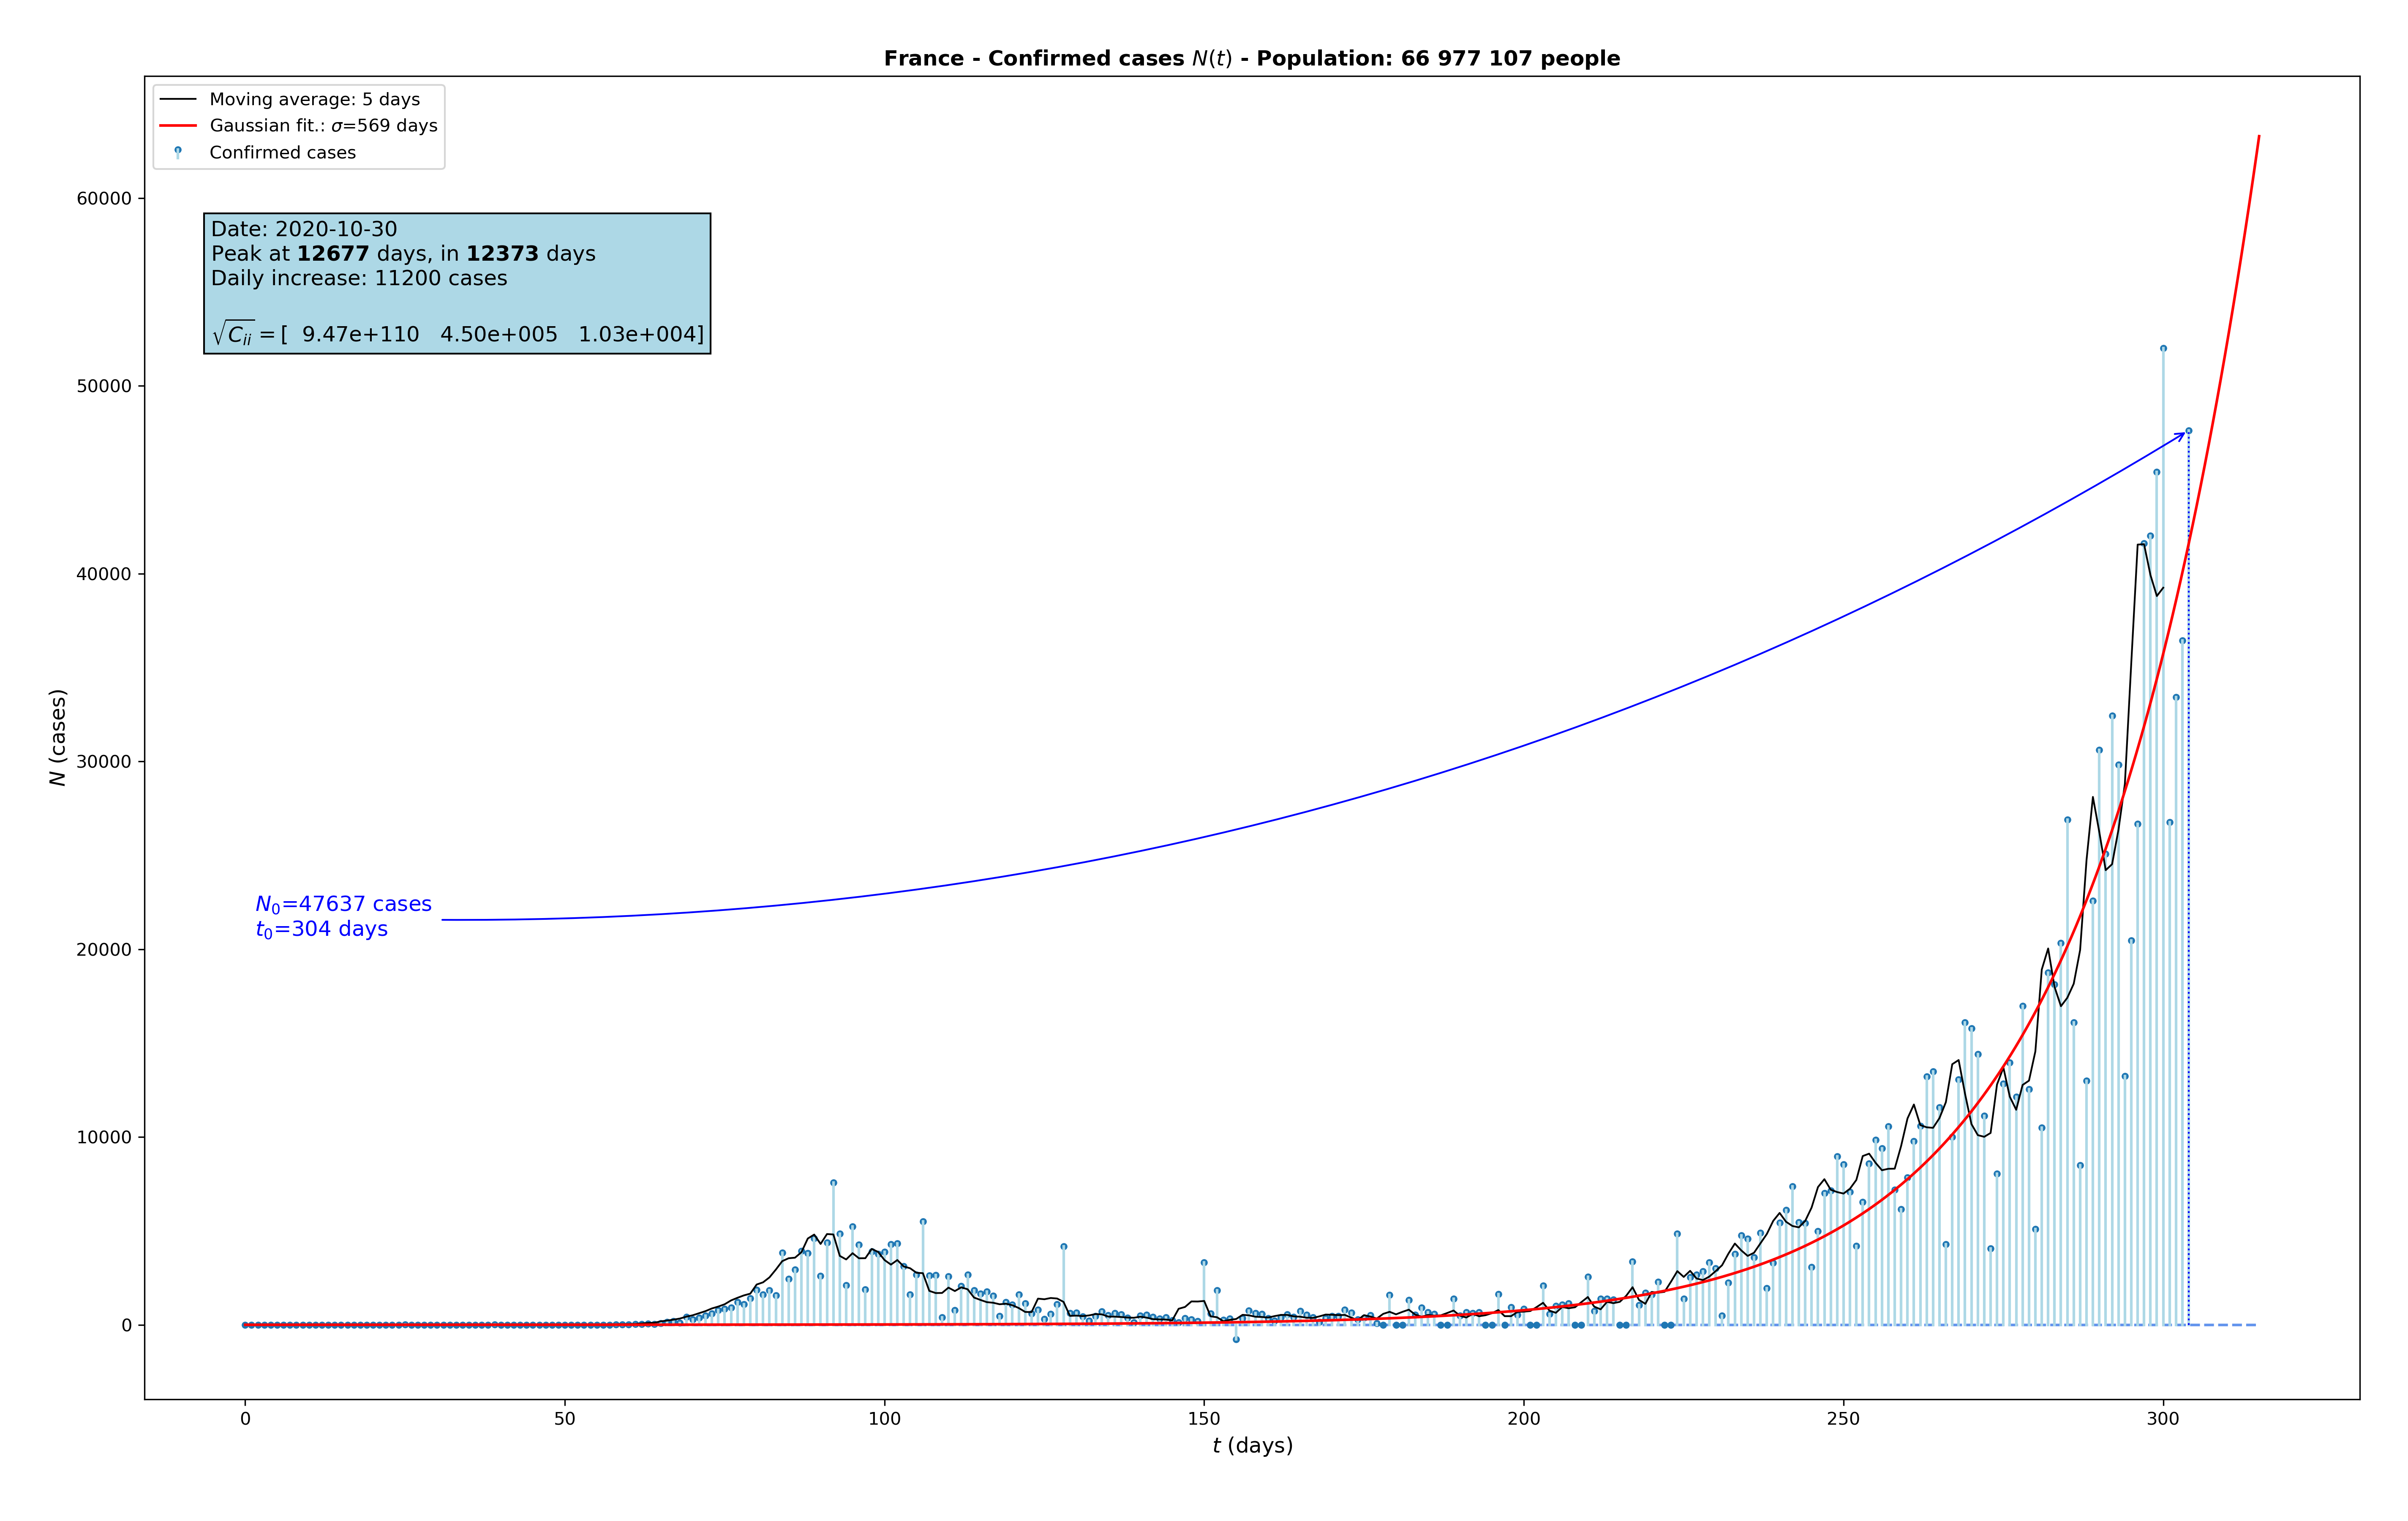 France - Confirmed cases N(t) - Population: 66 977 107 people
Moving average: 5 days
Gaussian fit.: σ=569 days
Confirmed cases
Date: 2020-10-30
Peak at 12677 days, in 12373 days
Daily increase: 11200 cases
√C_ii = [ 9.47e+110 4.50e+005 1.03e+004]
N_0=47637 cases
t_0=304 days
N (cases)
60000
50000
40000
30000
20000
10000
0
0 50 100 150 200 250 300
t (days)